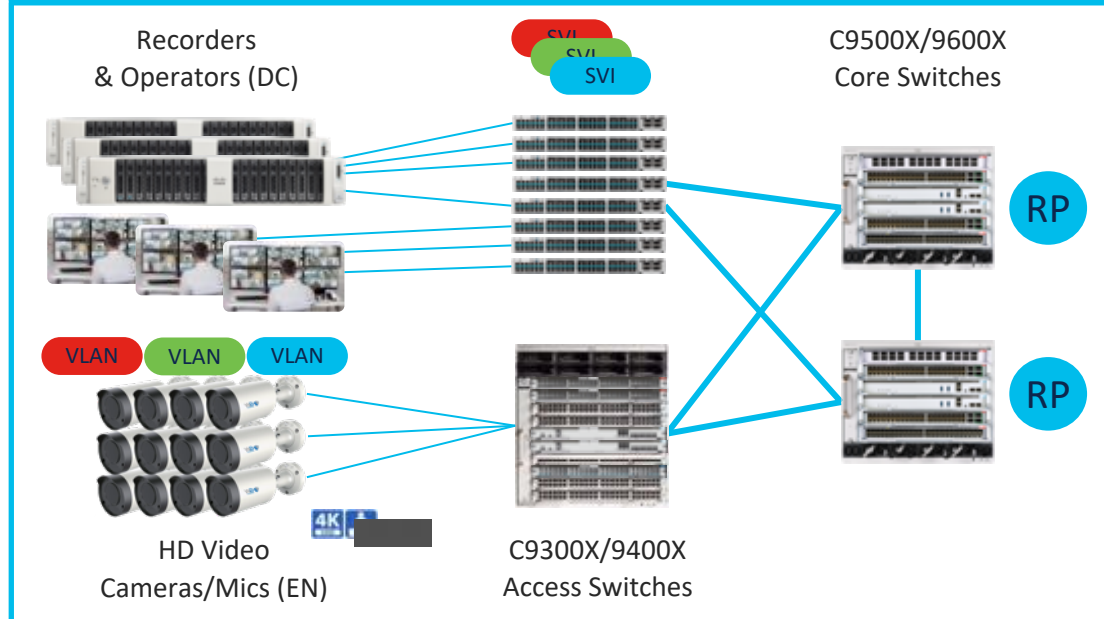 Recorders
& Operators (DC)
SVI
SVI
SVI
C9500X/9600X
Core Switches
RP
RP
VLAN
VLAN
VLAN
4K
HD Video
Cameras/Mics (EN)
C9300X/9400X
Access Switches